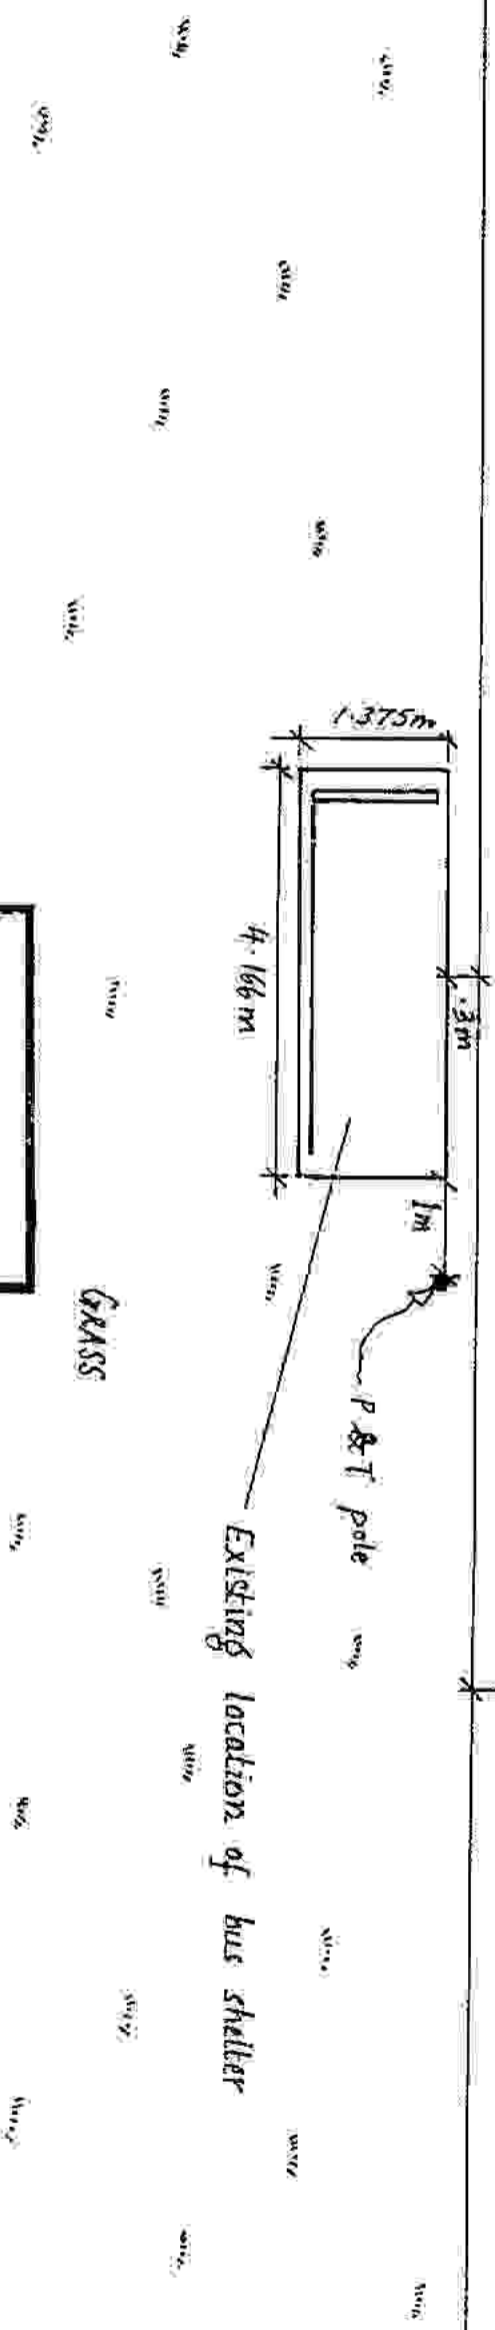 1.375m
4.166m
.3m
1m
P&T pole
GRASS
Existing location of bus shelter